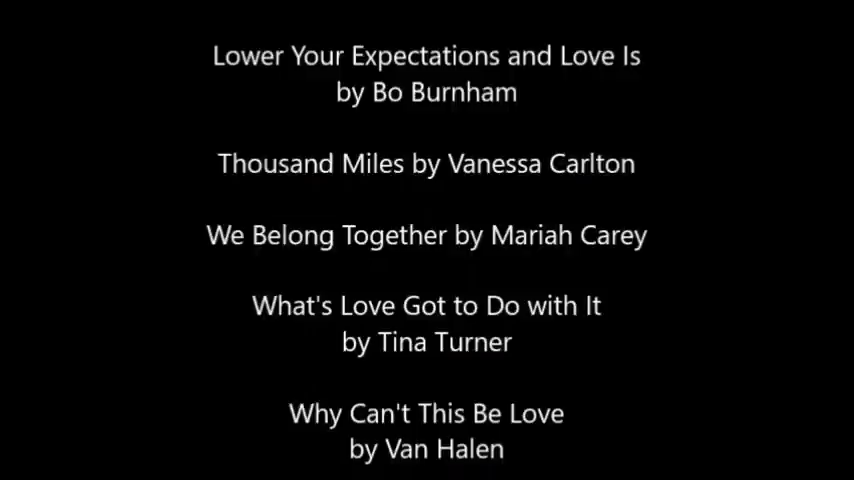 Lower Your Expectations and Love Is
by Bo Burnham
Thousand Miles by Vanessa Carlton
We Belong Together by Mariah Carey
What's Love Got to Do with It
by Tina Turner
Why Can't This Be Love
by Van Halen